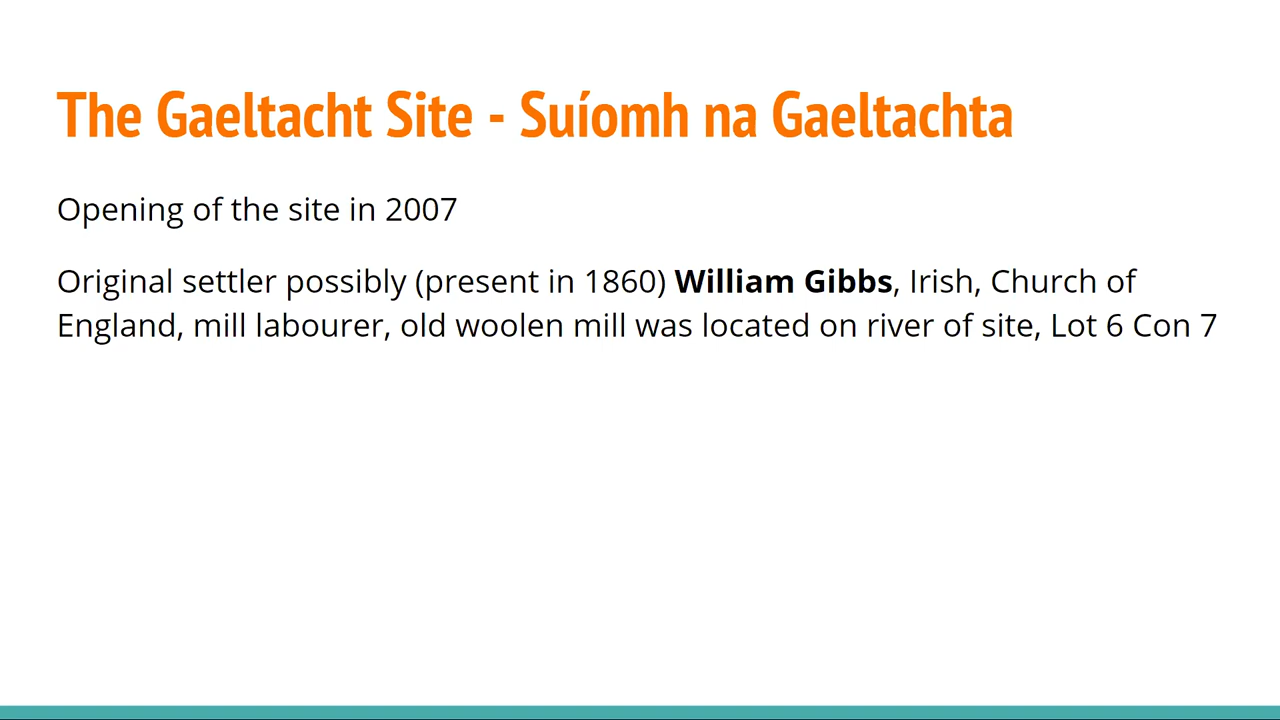 The Gaeltacht Site - Suíomh na Gaeltachta
Opening of the site in 2007
Original settler possibly (present in 1860) William Gibbs, Irish, Church of
England, mill labourer, old woolen mill was located on river of site, Lot 6 Con 7